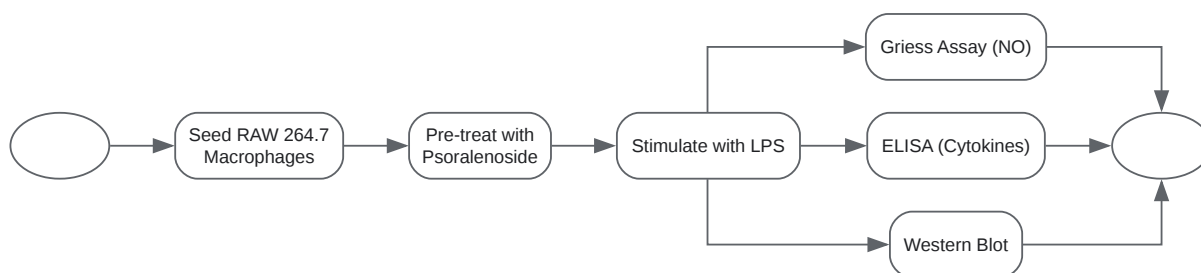 Seed RAW 264.7
Macrophages
Pre-treat with
Psoralenoside
Stimulate with LPS
Griess Assay (NO)
ELISA (Cytokines)
Western Blot